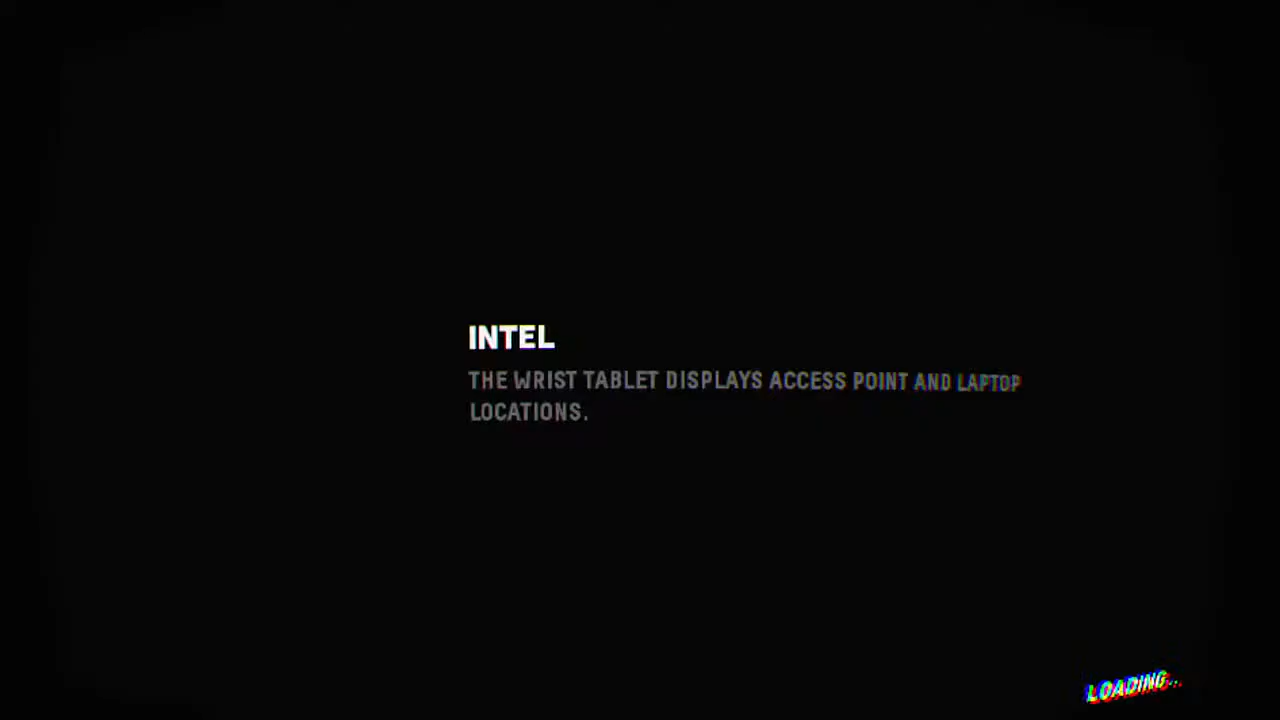 INTEL
THE WRIST TABLET DISPLAYS ACCESS POINT AND LAPTOP
LOCATIONS.
LOADING...